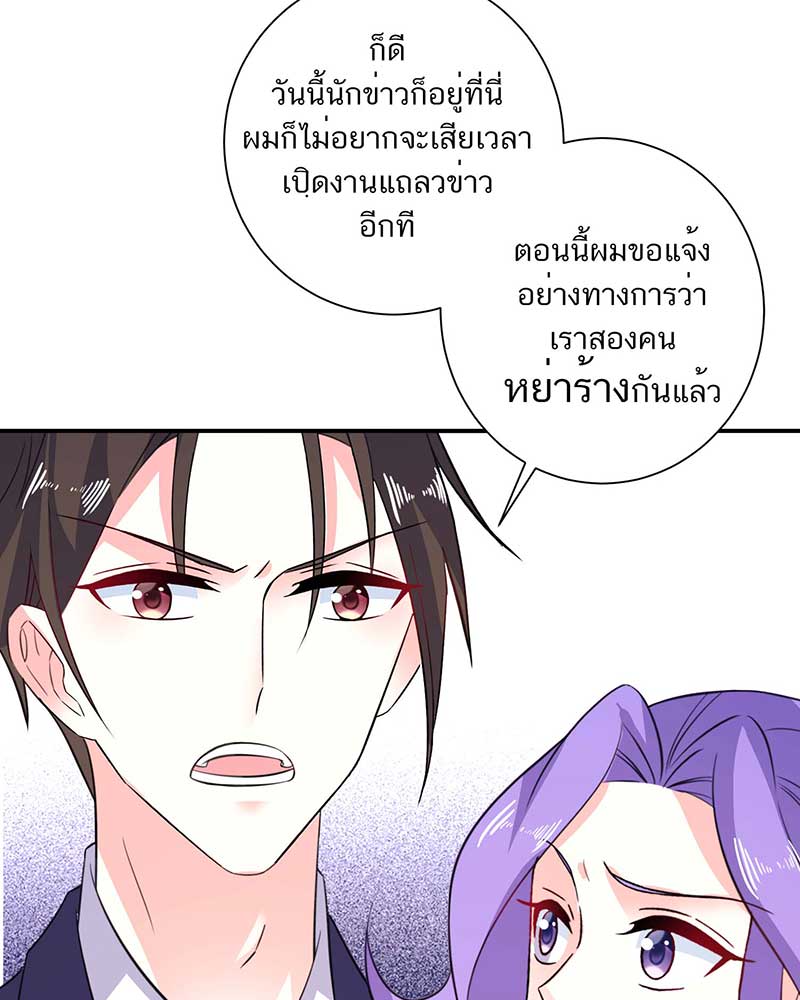 ก็ดี
วันนี้นักข่าวก็อยู่ที่นี่
ผมก็ไม่อยากจะเสียเวลา
เปิดงานแถลวข่าว
อีกที
ตอนนี้ผมขอแจ้ง
อย่างทางการว่า
เราสองคน
หย่าร้างกันแล้ว